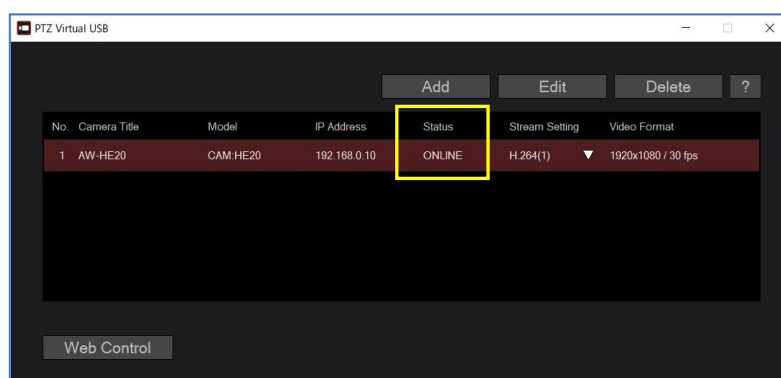 PTZ Virtual USB
Add Edit Delete ?
No. Camera Title Model IP Address Status Stream Setting Video Format
1 AW-HE20 CAM:HE20 192.168.0.10 ONLINE H.264(1) ▼ 1920x1080 / 30 fps
Web Control